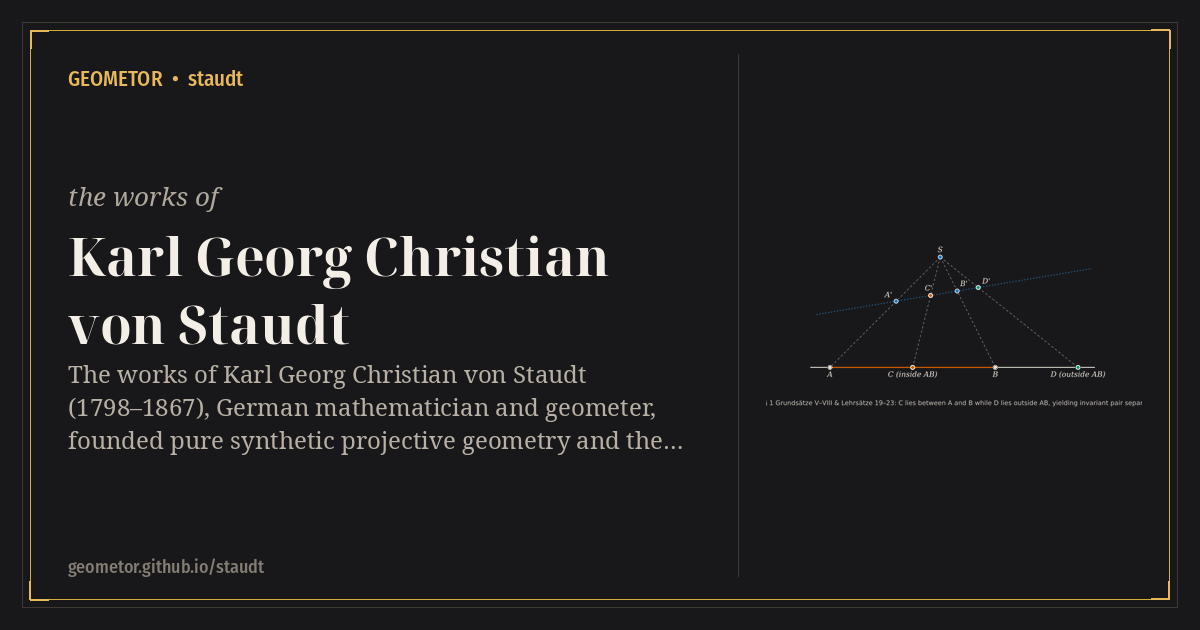 GEOMETOR • staudt
the works of
Karl Georg Christian
von Staudt
The works of Karl Georg Christian von Staudt
(1798–1867), German mathematician and geometer,
founded pure synthetic projective geometry and the...
geometor.github.io/staudt
S
A' C' B' D'
A C (inside AB) B D (outside AB)
1 Grundsätze V–VIII & Lehrsätze 19–23: C lies between A and B while D lies outside AB, yielding invariant pair